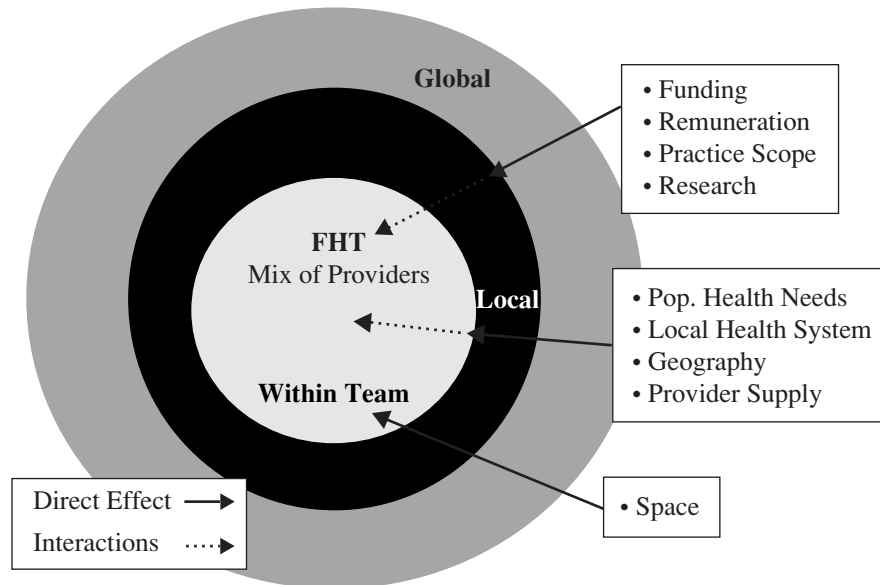 Global
• Funding
• Remuneration
• Practice Scope
• Research
FHT
Mix of Providers
Local
• Pop. Health Needs
• Local Health System
• Geography
• Provider Supply
Within Team
Direct Effect
Interactions
• Space